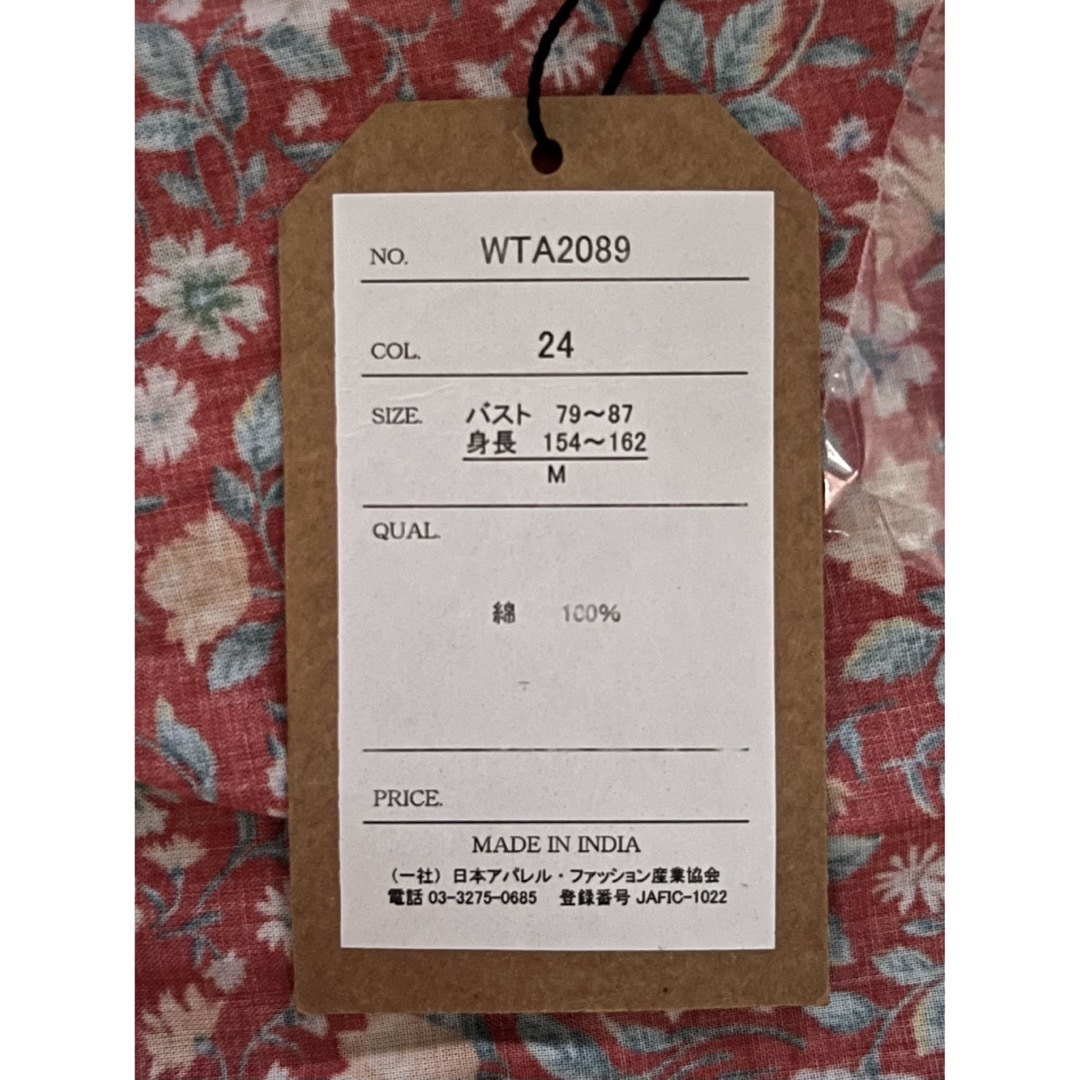 NO. WTA2089
COL. 24
SIZE. バスト 79～87
身長 154～162
M
QUAL.
綿 100%
PRICE.
MADE IN INDIA
（一社）日本アパレル・ファッション産業協会
電話 03-3275-0685 登録番号 JAFIC-1022